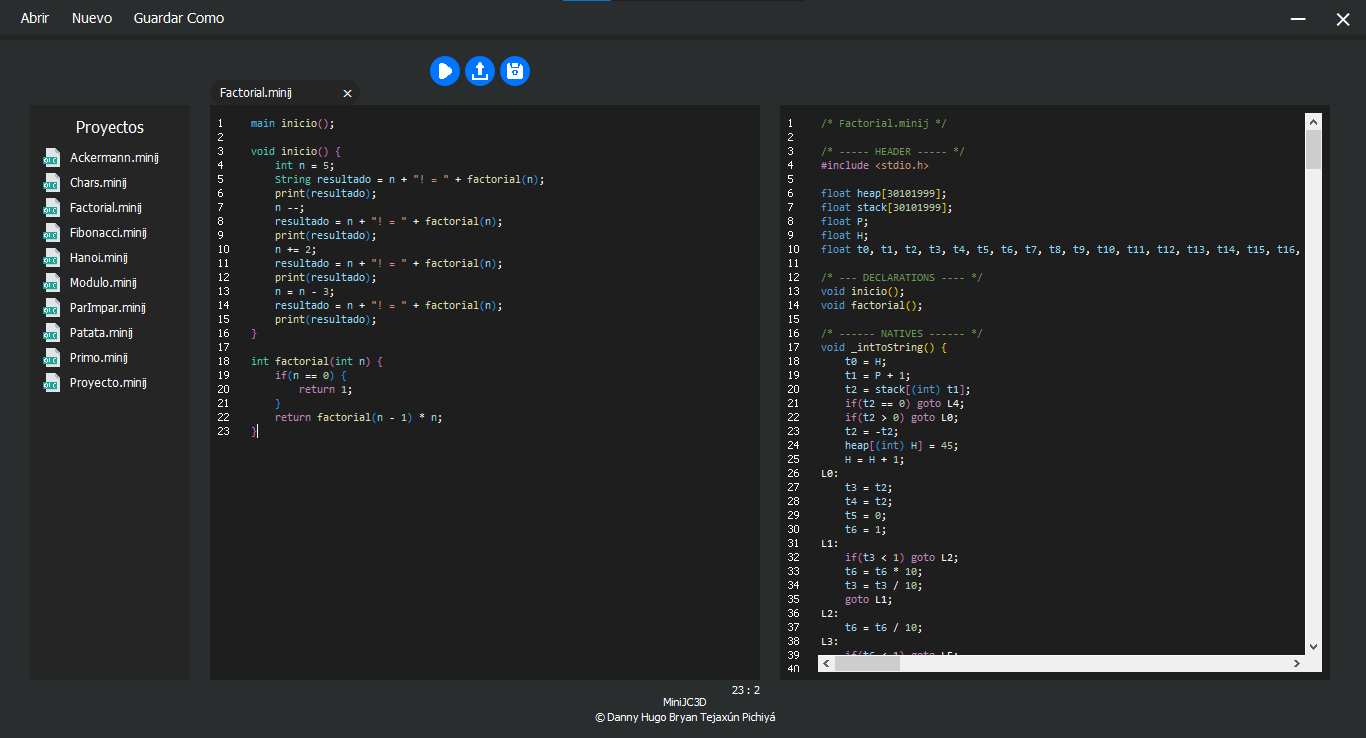 Abrir Nuevo Guardar Como
Factorial.minij
Proyectos
Ackermann.minij
Chars.minij
Factorial.minij
Fibonacci.minij
Hanoi.minij
Modulo.minij
ParImpar.minij
Patata.minij
Primo.minij
Proyecto.minij
1 main inicio();
2
3 void inicio() {
4 int n = 5;
5 String resultado = n + "! = " + factorial(n);
6 print(resultado);
7 n --;
8 resultado = n + "! = " + factorial(n);
9 print(resultado);
10 n += 2;
11 resultado = n + "! = " + factorial(n);
12 print(resultado);
13 n = n - 3;
14 resultado = n + "! = " + factorial(n);
15 print(resultado);
16 }
17
18 int factorial(int n) {
19 if(n == 0) {
20 return 1;
21 }
22 return factorial(n - 1) * n;
23 }
1 /* Factorial.minij */
2
3 /* ----- HEADER ----- */
4 #include <stdio.h>
5
6 float heap[30101999];
7 float stack[30101999];
8 float P;
9 float H;
10 float t0, t1, t2, t3, t4, t5, t6, t7, t8, t9, t10, t11, t12, t13, t14, t15, t16,
11
12 /* --- DECLARATIONS ---- */
13 void inicio();
14 void factorial();
15
16 /* ------ NATIVES ------ */
17 void _intToString() {
18 t0 = H;
19 t1 = P + 1;
20 t2 = stack[(int) t1];
21 if(t2 == 0) goto L4;
22 if(t2 > 0) goto L0;
23 t2 = -t2;
24 heap[(int) H] = 45;
25 H = H + 1;
26 L0:
27 t3 = t2;
28 t4 = t2;
29 t5 = 0;
30 t6 = 1;
31 L1:
32 if(t3 < 1) goto L2;
33 t6 = t6 * 10;
34 t3 = t3 / 10;
35 goto L1;
36 L2:
37 t6 = t6 / 10;
38 L3:
39 if(t6 < 1) goto L5;
40
23 : 2
MiniJC3D
© Danny Hugo Bryan Tejaxún Pichiyá